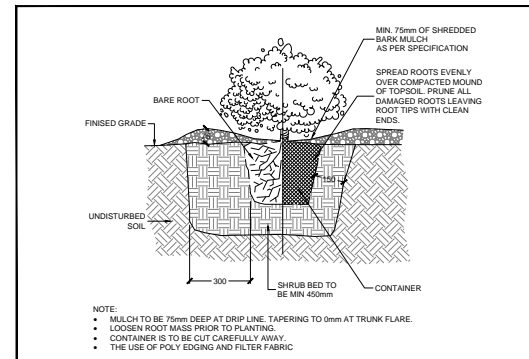 MIN. 75mm OF SHREDDED
BARK MULCH
AS PER SPECIFICATION
SPREAD ROOTS EVENLY
OVER COMPACTED MOUND
OF TOPSOIL. PRUNE ALL
DAMAGED ROOTS LEAVING
ROOT TIPS WITH CLEAN
ENDS.
BARE ROOT
FINISED GRADE
150
UNDISTURBED
SOIL
300
SHRUB BED TO
BE MIN 450mm
CONTAINER
NOTE:
• MULCH TO BE 75mm DEEP AT DRIP LINE. TAPERING TO 0mm AT TRUNK FLARE.
• LOOSEN ROOT MASS PRIOR TO PLANTING.
• CONTAINER IS TO BE CUT CAREFULLY AWAY.
• THE USE OF POLY EDGING AND FILTER FABRIC